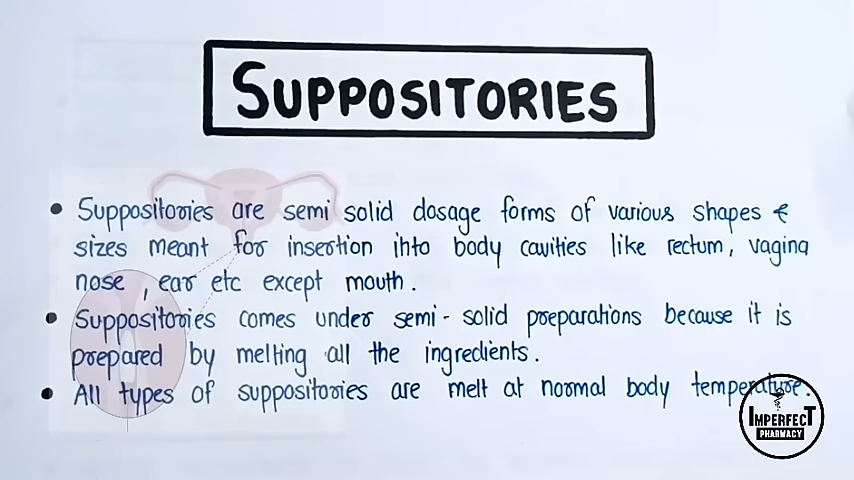 SUPPOSITORIES
• Suppositories are semi solid dosage forms of various shapes &
sizes meant for insertion into body cavities like rectum, vagina
nose, ear etc except mouth.
• Suppositories comes under semi-solid preparations because it is
prepared by melting all the ingredients.
• All types of suppositories are melt at normal body temperature.
IMPERFECT
PHARMACY